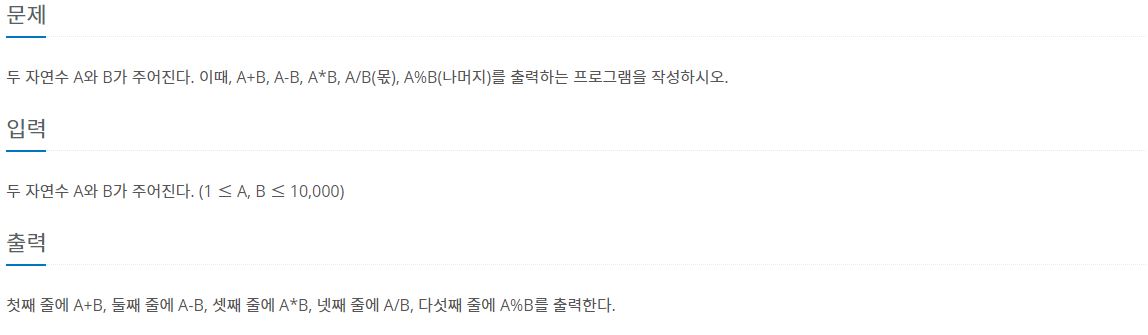 문제
두 자연수 A와 B가 주어진다. 이때, A+B, A-B, A*B, A/B(몫), A%B(나머지)를 출력하는 프로그램을 작성하시오.
입력
두 자연수 A와 B가 주어진다. (1 ≤ A, B ≤ 10,000)
출력
첫째 줄에 A+B, 둘째 줄에 A-B, 셋째 줄에 A*B, 넷째 줄에 A/B, 다섯째 줄에 A%B를 출력한다.